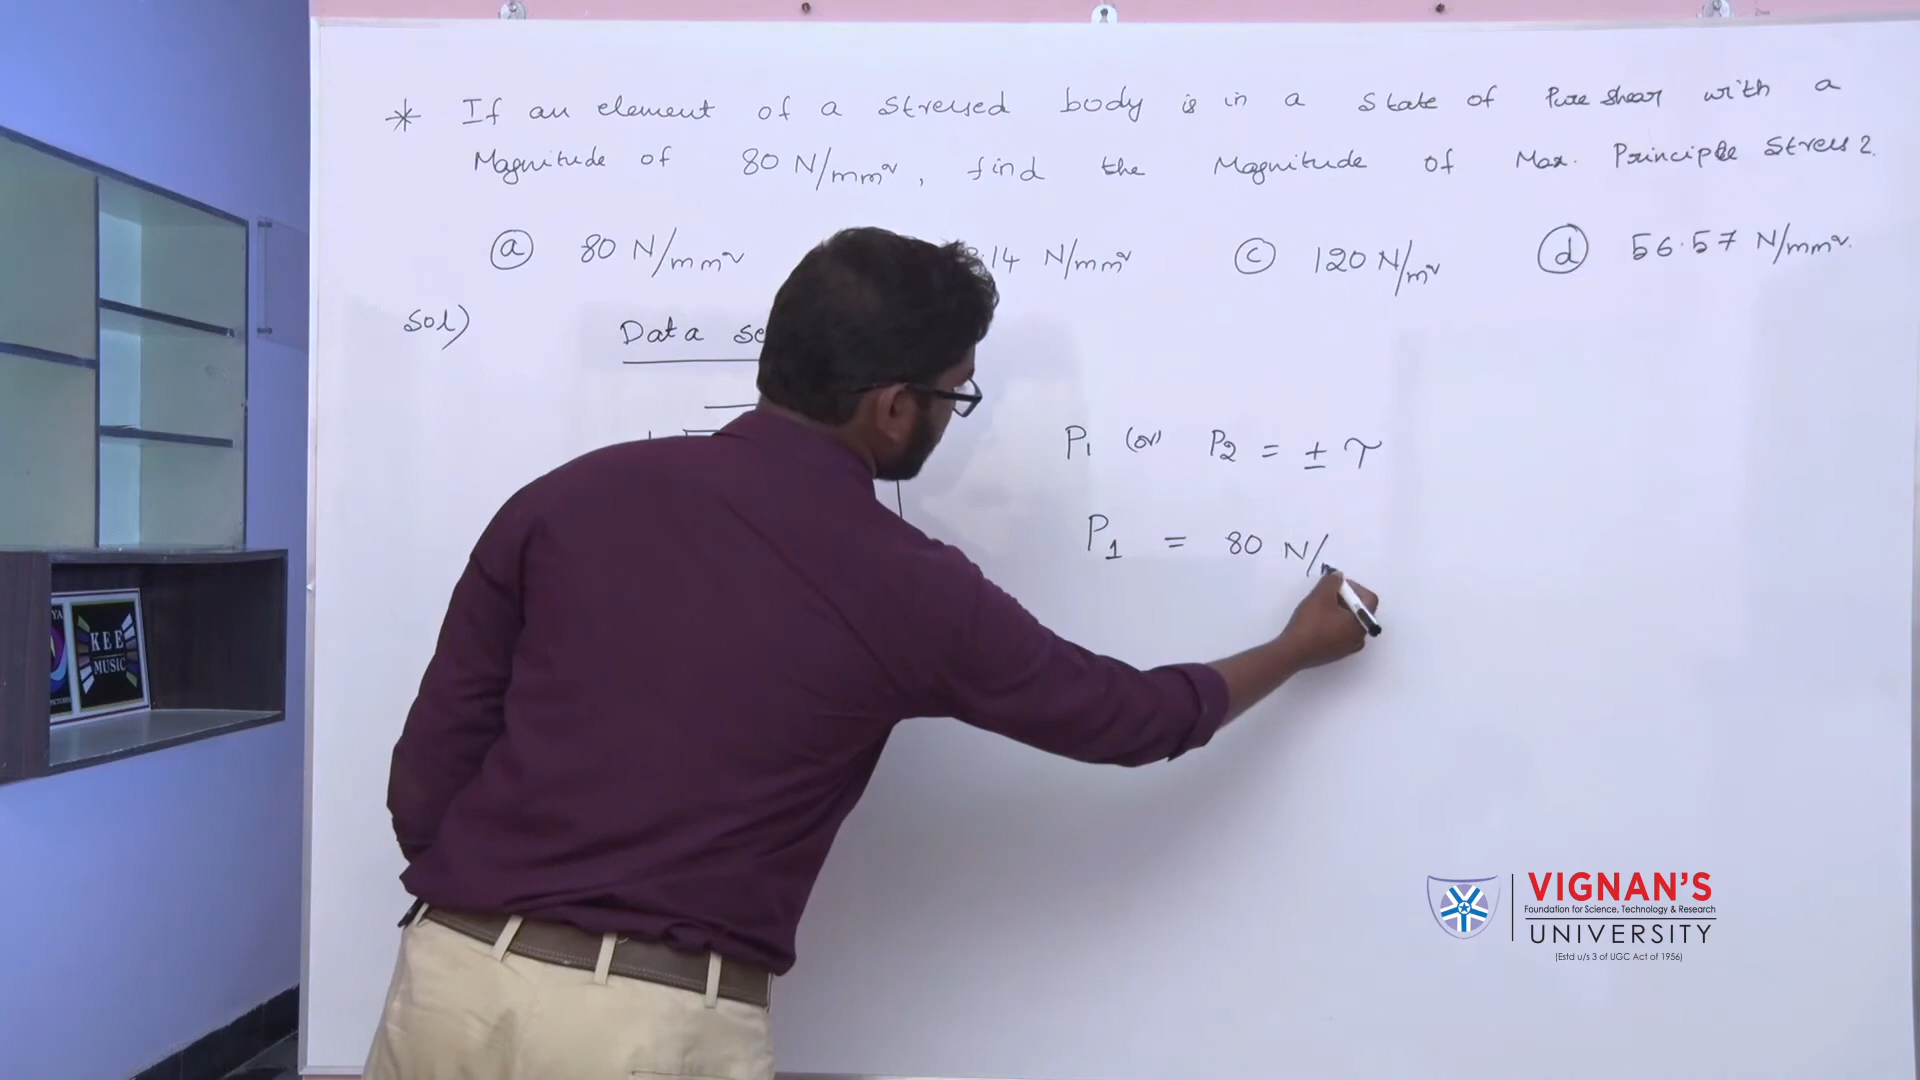 * If an element of a stressed body is in a state of Pure shear with a
Magnitude of 80 N/mm², find the Magnitude of Max. Principle Stress?
(a) 80 N/mm² .14 N/mm² (c) 120 N/m² (d) 56.57 N/mm².
Sol)
Data
P1 (or) P2 = ± τ
P1 = 80 N/
KEE
MUSIC
VIGNAN'S
Foundation for Science, Technology & Research
UNIVERSITY
(Estd u/s 3 of UGC Act of 1956)